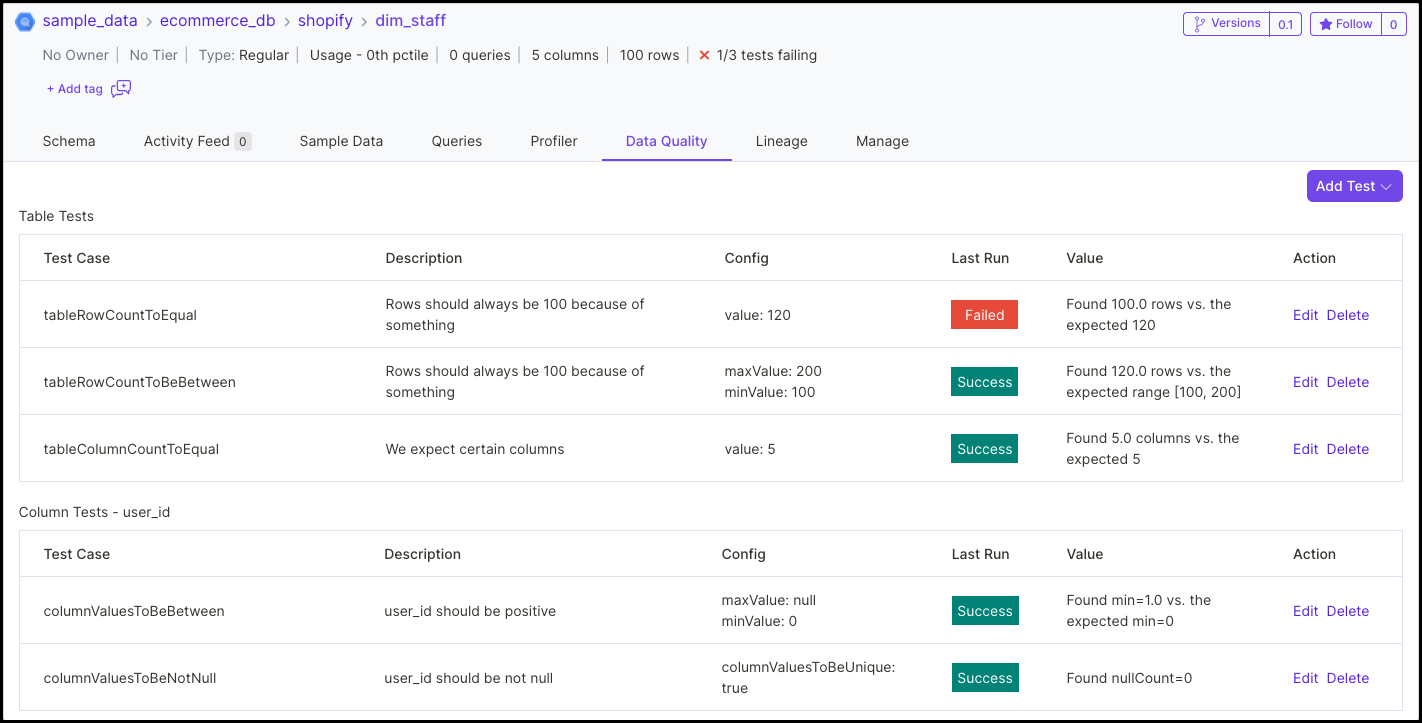 sample_data > ecommerce_db > shopify > dim_staff
Versions 0.1 Follow 0
No Owner | No Tier | Type: Regular | Usage - 0th pctile | 0 queries | 5 columns | 100 rows | ✕ 1/3 tests failing
+ Add tag
Schema Activity Feed 0 Sample Data Queries Profiler Data Quality Lineage Manage
Add Test
Table Tests
Test Case Description Config Last Run Value Action
tableRowCountToEqual
Rows should always be 100 because of
something
value: 120
Failed
Found 100.0 rows vs. the
expected 120
Edit Delete
tableRowCountToBeBetween
Rows should always be 100 because of
something
maxValue: 200
minValue: 100
Success
Found 120.0 rows vs. the
expected range [100, 200]
Edit Delete
tableColumnCountToEqual
We expect certain columns
value: 5
Success
Found 5.0 columns vs. the
expected 5
Edit Delete
Column Tests - user_id
Test Case Description Config Last Run Value Action
columnValuesToBeBetween
user_id should be positive
maxValue: null
minValue: 0
Success
Found min=1.0 vs. the
expected min=0
Edit Delete
columnValuesToBeNotNull
user_id should be not null
columnValuesToBeUnique:
true
Success
Found nullCount=0
Edit Delete